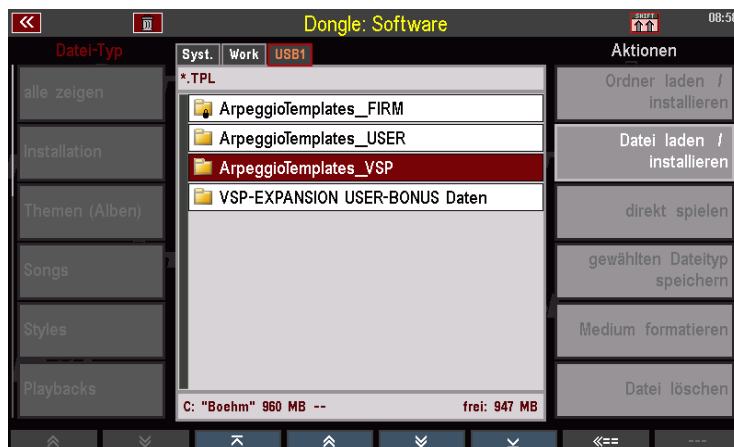 Dongle: Software
SHIFT
08:58
Datei-Typ
alle zeigen
Installation
Themen (Alben)
Songs
Styles
Playbacks
Syst. Work USB1
*.TPL
ArpeggioTemplates_FIRM
ArpeggioTemplates_USER
ArpeggioTemplates_VSP
VSP-EXPANSION USER-BONUS Daten
C: "Boehm" 960 MB -- frei: 947 MB
Aktionen
Ordner laden /
installieren
Datei laden /
installieren
direkt spielen
gewählten Dateityp
speichern
Medium formatieren
Datei löschen
<==
---